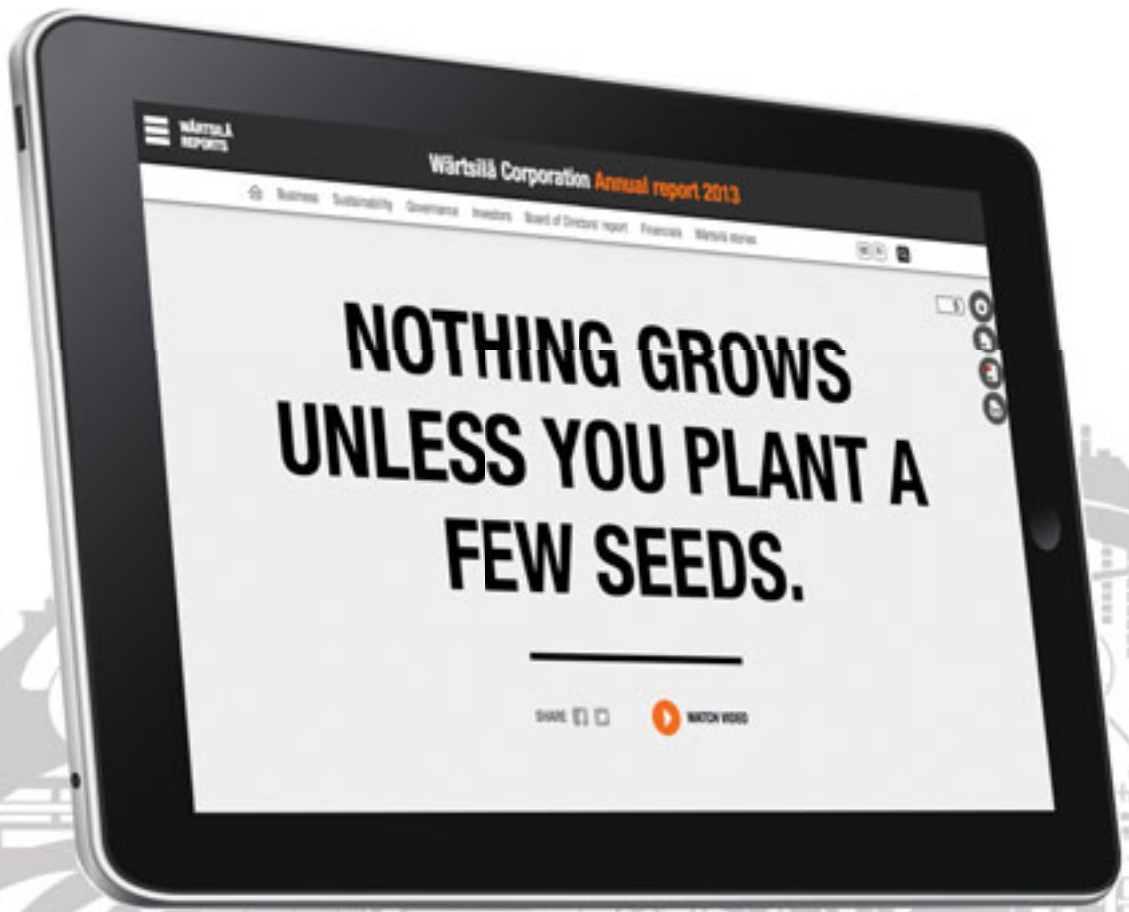 WÄRTSILÄ
REPORTS
Wärtsilä Corporation Annual report 2013
Business Sustainability Governance Investors Board of Directors' report Financials Wärtsilä stories
NOTHING GROWS
UNLESS YOU PLANT A
FEW SEEDS.
SHARE
WATCH VIDEO